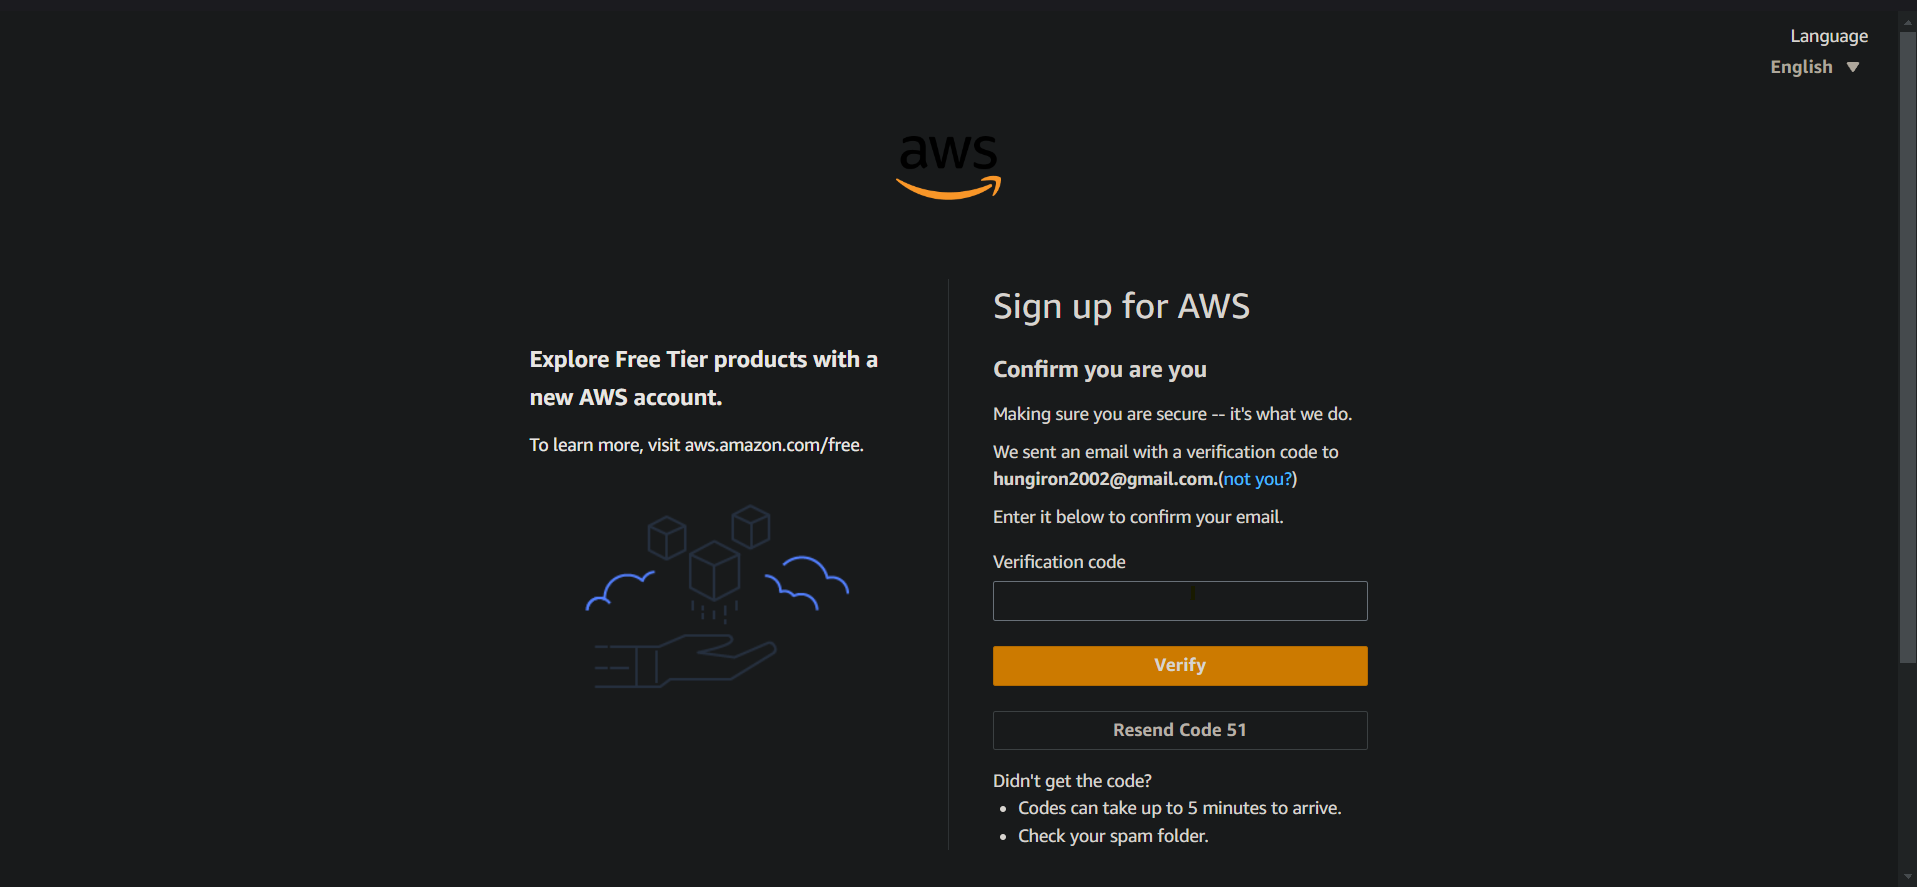 Language
English
aws
Explore Free Tier products with a
new AWS account.
To learn more, visit aws.amazon.com/free.
Sign up for AWS
Confirm you are you
Making sure you are secure -- it's what we do.
We sent an email with a verification code to
hungiron2002@gmail.com.(not you?)
Enter it below to confirm your email.
Verification code
Verify
Resend Code 51
Didn't get the code?
• Codes can take up to 5 minutes to arrive.
• Check your spam folder.